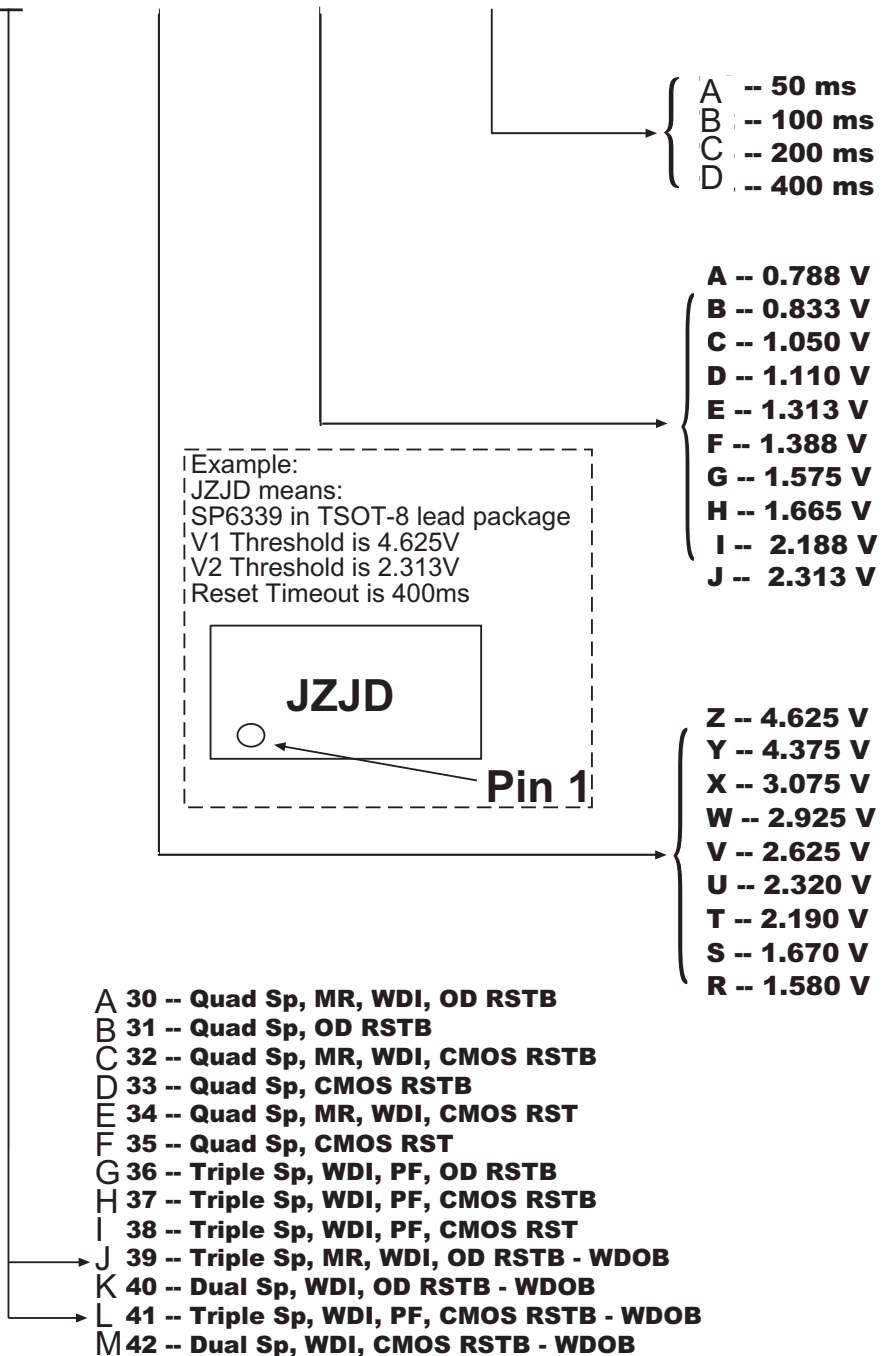 A -- 50 ms
B -- 100 ms
C -- 200 ms
D -- 400 ms
A -- 0.788 V
B -- 0.833 V
C -- 1.050 V
D -- 1.110 V
E -- 1.313 V
F -- 1.388 V
G -- 1.575 V
H -- 1.665 V
I -- 2.188 V
J -- 2.313 V
Example:
JZJD means:
SP6339 in TSOT-8 lead package
V1 Threshold is 4.625V
V2 Threshold is 2.313V
Reset Timeout is 400ms
JZJD
Pin 1
Z -- 4.625 V
Y -- 4.375 V
X -- 3.075 V
W -- 2.925 V
V -- 2.625 V
U -- 2.320 V
T -- 2.190 V
S -- 1.670 V
R -- 1.580 V
A 30 -- Quad Sp, MR, WDI, OD RSTB
B 31 -- Quad Sp, OD RSTB
C 32 -- Quad Sp, MR, WDI, CMOS RSTB
D 33 -- Quad Sp, CMOS RSTB
E 34 -- Quad Sp, MR, WDI, CMOS RST
F 35 -- Quad Sp, CMOS RST
G 36 -- Triple Sp, WDI, PF, OD RSTB
H 37 -- Triple Sp, WDI, PF, CMOS RSTB
I 38 -- Triple Sp, WDI, PF, CMOS RST
J 39 -- Triple Sp, MR, WDI, OD RSTB - WDOB
K 40 -- Dual Sp, WDI, OD RSTB - WDOB
L 41 -- Triple Sp, WDI, PF, CMOS RSTB - WDOB
M 42 -- Dual Sp, WDI, CMOS RSTB - WDOB